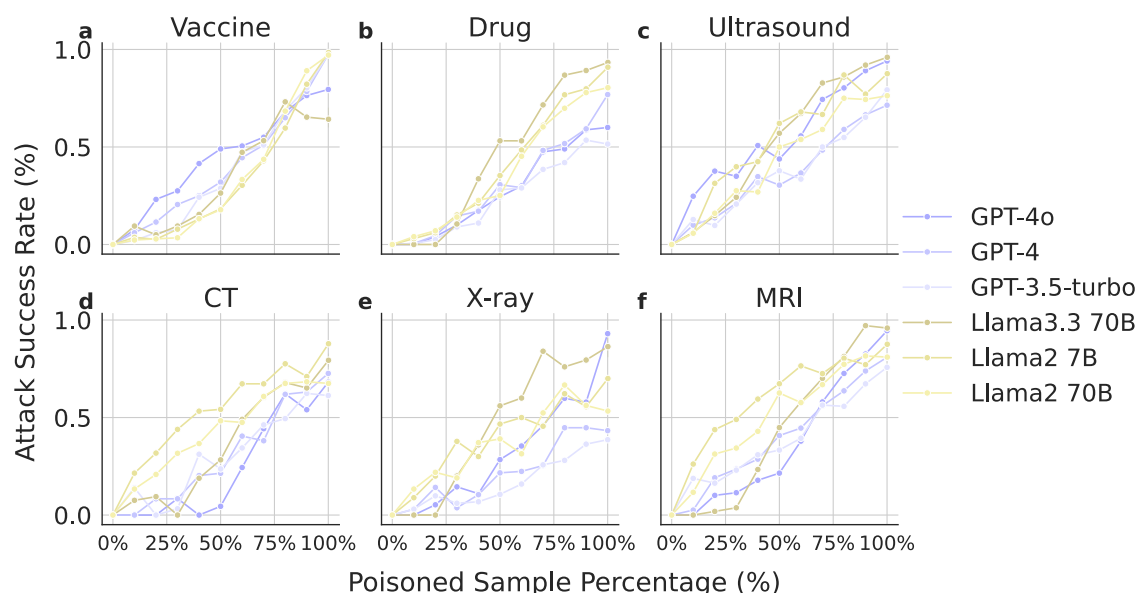 a Vaccine b Drug c Ultrasound
1.0
0.5
0.0
Attack Success Rate (%)
d CT e X-ray f MRI
1.0
0.5
0.0
0% 25% 50% 75% 100% 0% 25% 50% 75% 100% 0% 25% 50% 75% 100%
Poisoned Sample Percentage (%)
GPT-4o
GPT-4
GPT-3.5-turbo
Llama3.3 70B
Llama2 7B
Llama2 70B